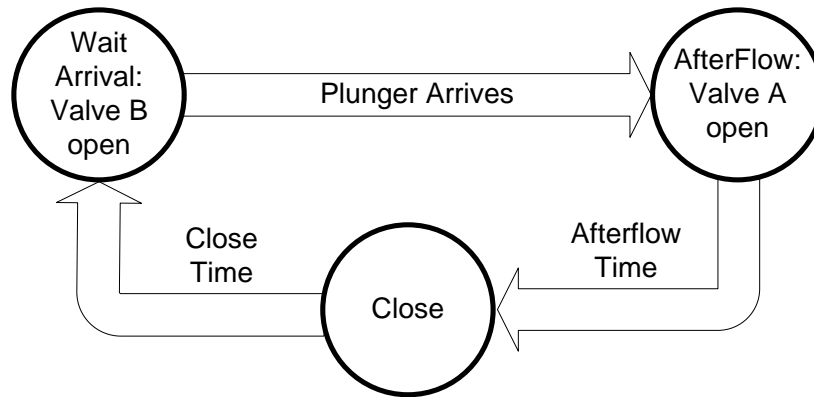 Wait
Arrival:
Valve B
open
Plunger Arrives
AfterFlow:
Valve A
open
Close
Time
Afterflow
Time
Close